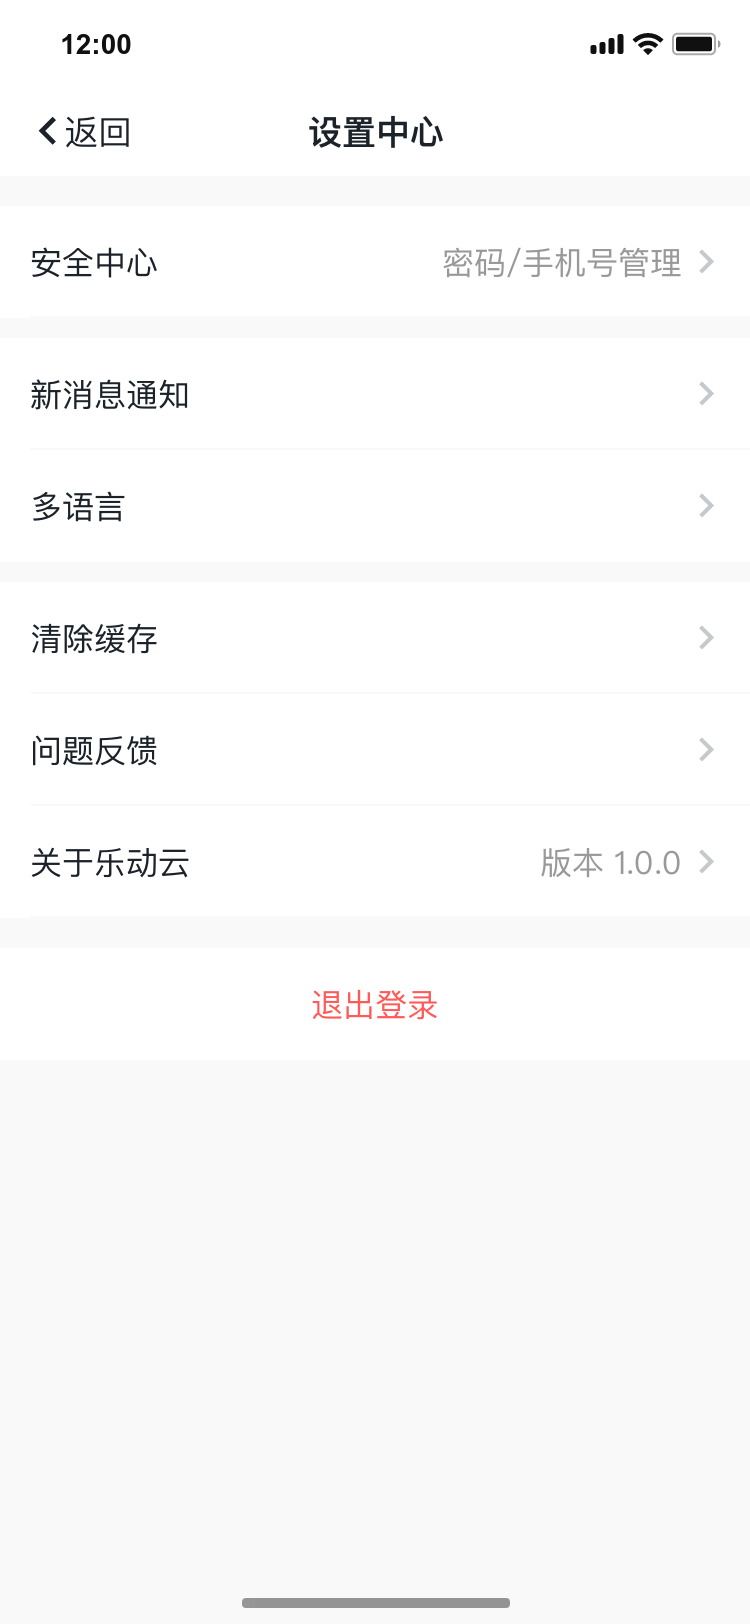 12:00
返回 设置中心
安全中心 密码/手机号管理
新消息通知
多语言
清除缓存
问题反馈
关于乐动云 版本 1.0.0
退出登录